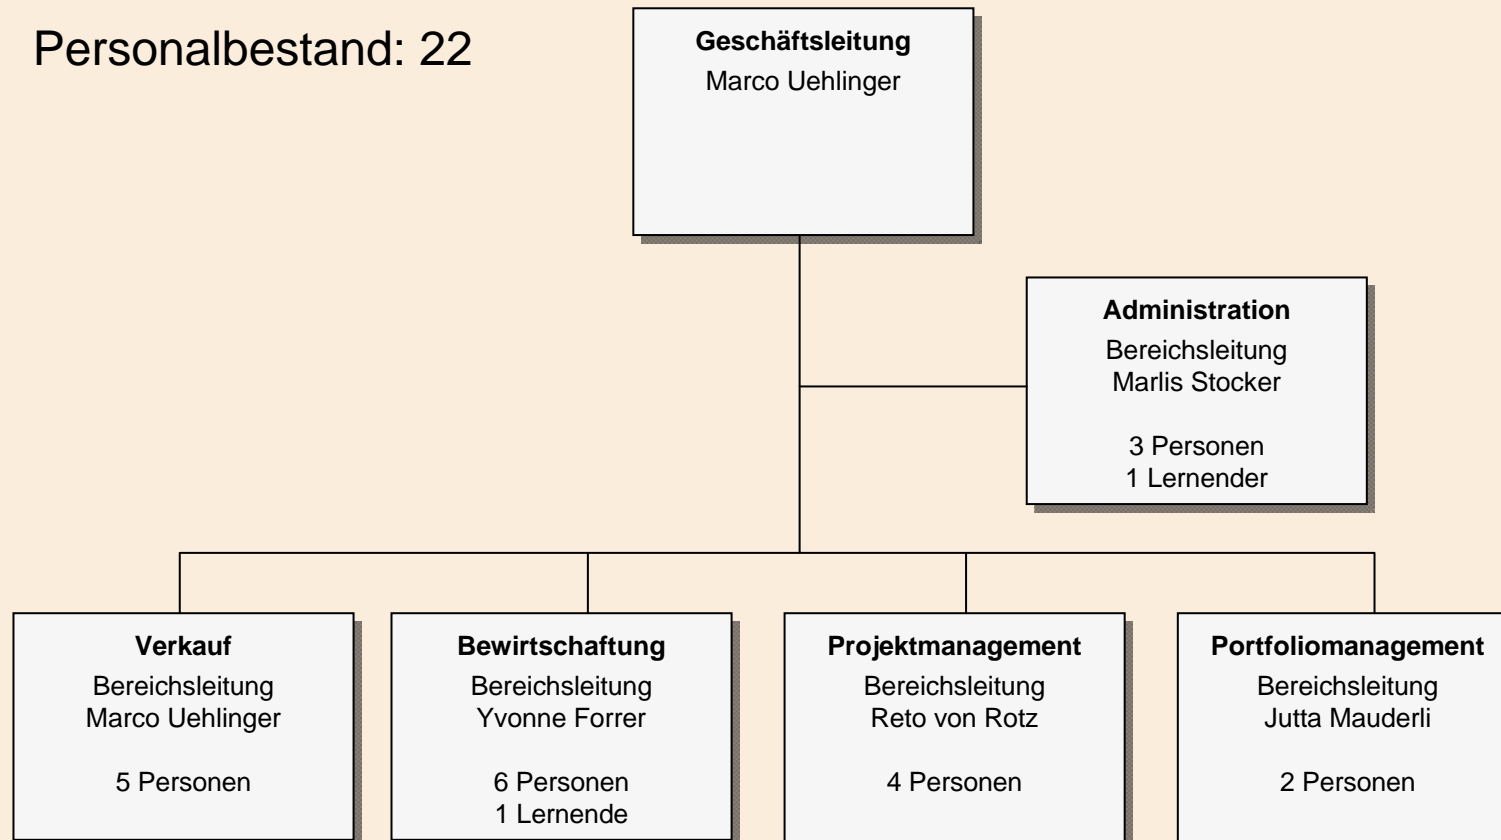 Personalbestand: 22
Geschäftsleitung
Marco Uehlinger
Administration
Bereichsleitung
Marlis Stocker
3 Personen
1 Lernender
Verkauf
Bereichsleitung
Marco Uehlinger
5 Personen
Bewirtschaftung
Bereichsleitung
Yvonne Forrer
6 Personen
1 Lernende
Projektmanagement
Bereichsleitung
Reto von Rotz
4 Personen
Portfoliomanagement
Bereichsleitung
Jutta Mauderli
2 Personen